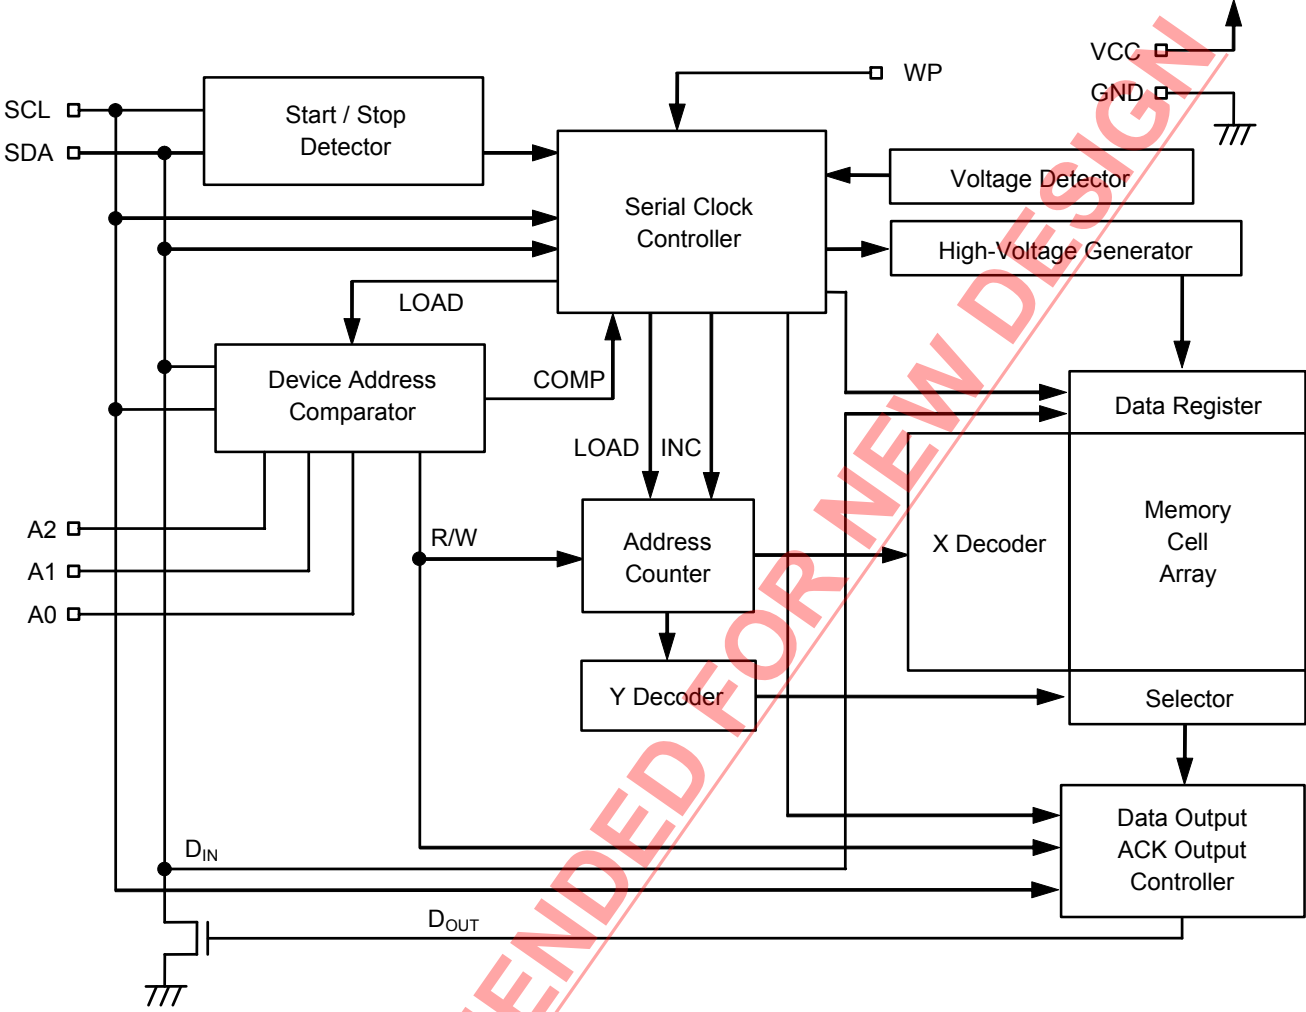 WP
VCC
GND
SCL
SDA
Start / Stop
Detector
Serial Clock
Controller
Voltage Detector
High-Voltage Generator
LOAD
Device Address
Comparator
COMP
Data Register
LOAD
INC
A2
A1
A0
R/W
Address
Counter
X Decoder
Memory
Cell
Array
Y Decoder
Selector
Data Output
ACK Output
Controller
DIN
DOUT
ENDED FOR NEW DESIGN